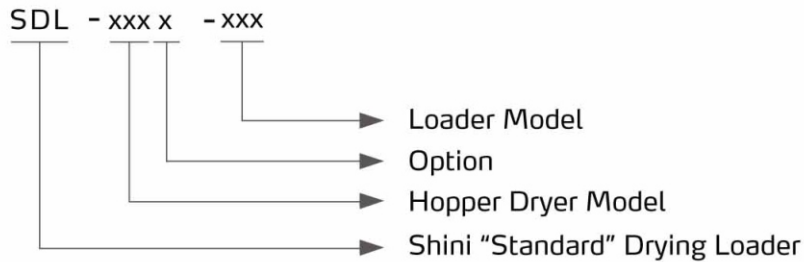 SDL - xxx x - xxx
Loader Model
Option
Hopper Dryer Model
Shini “Standard” Drying Loader